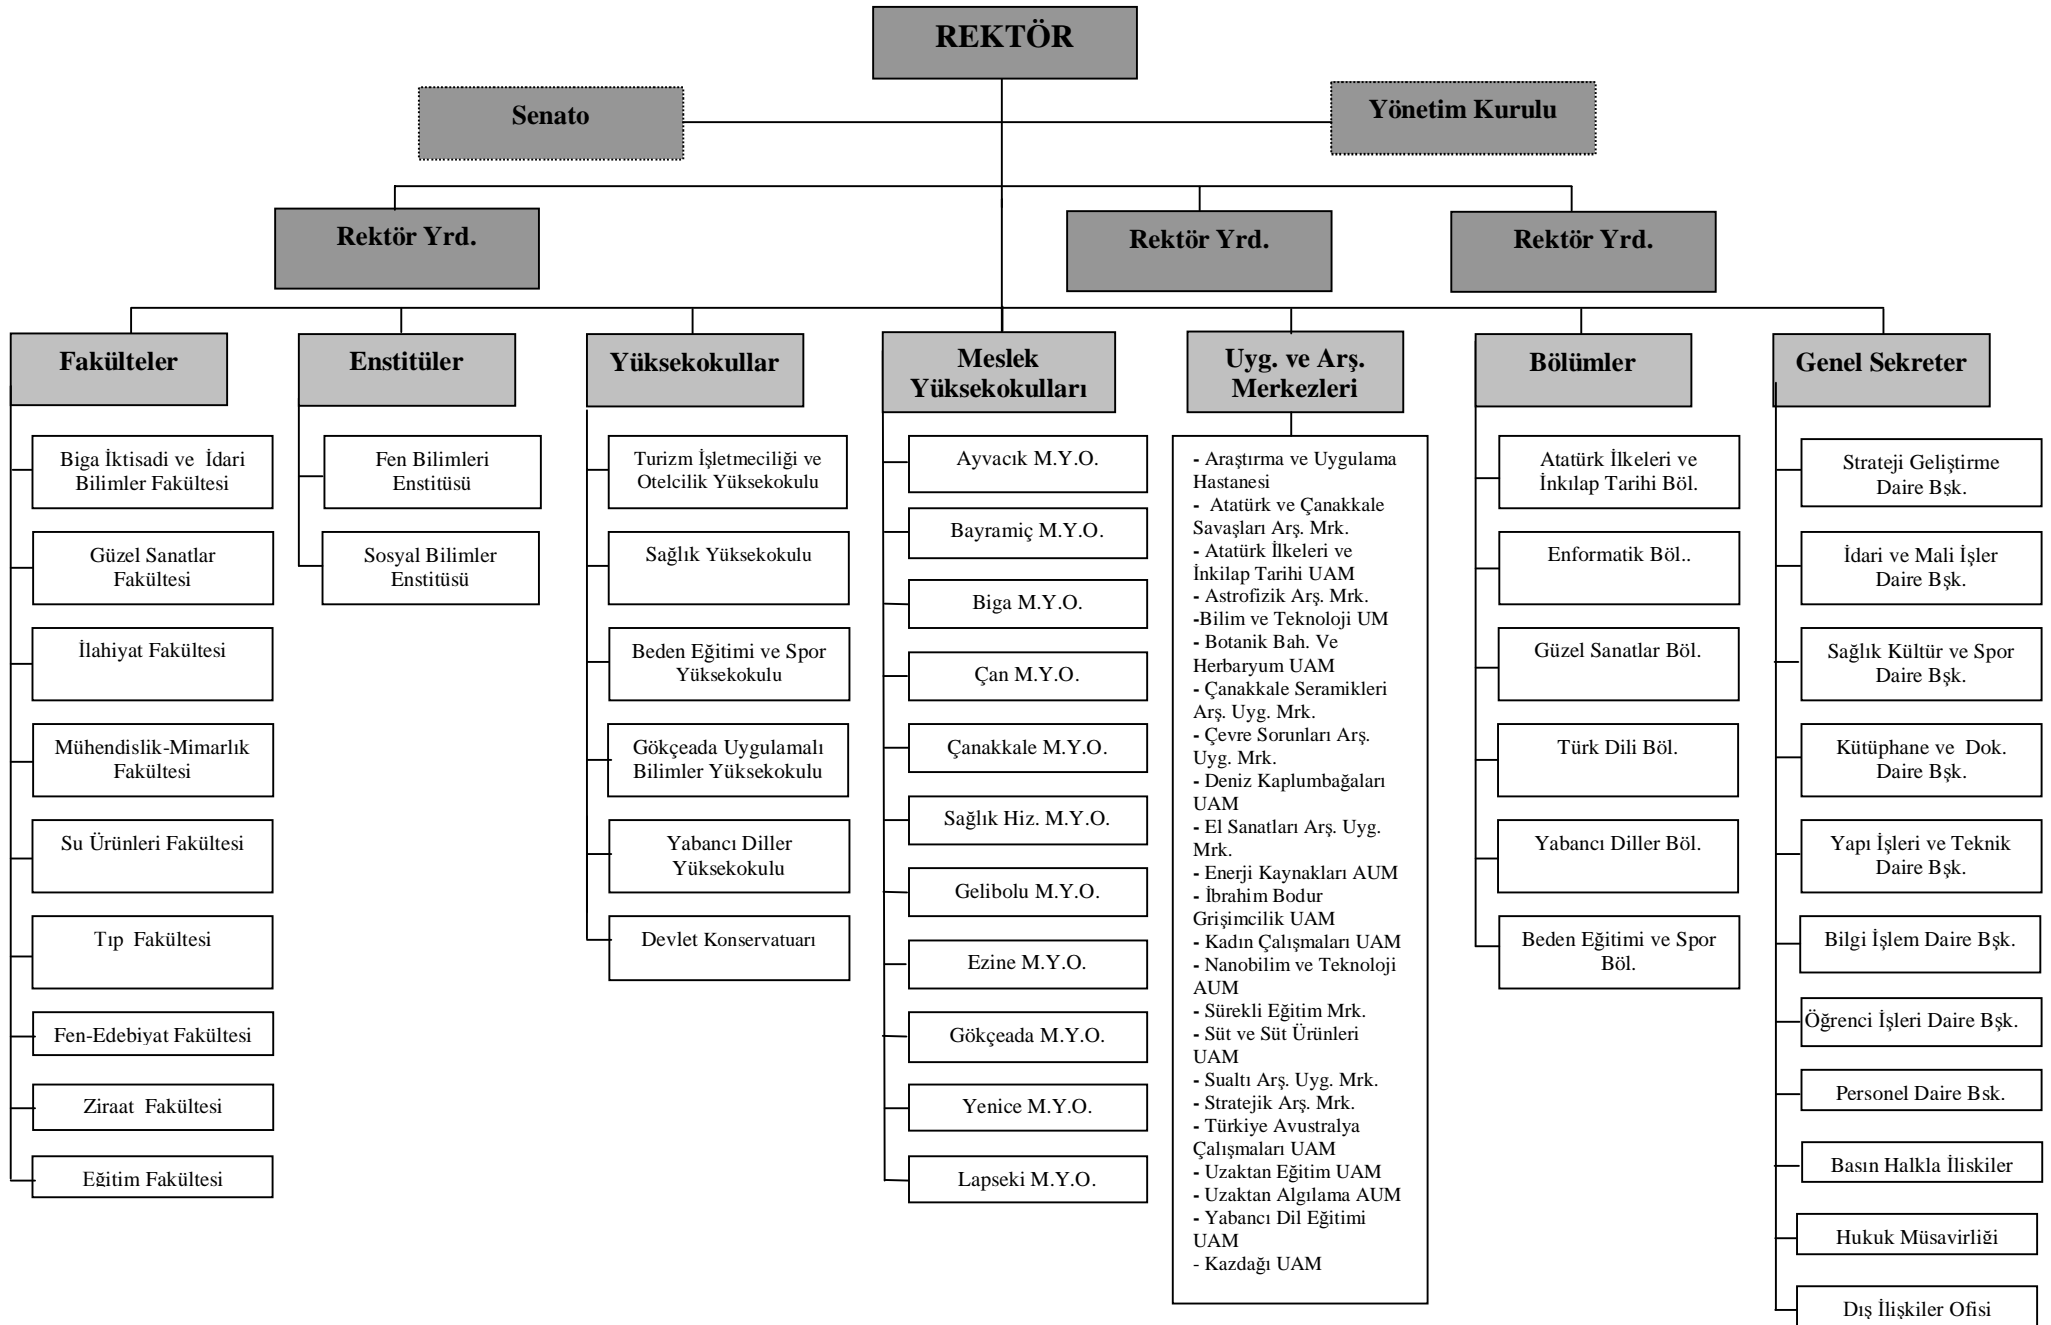 REKTÖR
Senato
Yönetim Kurulu
Rektör Yrd.
Rektör Yrd.
Rektör Yrd.
Fakülteler
Biga İktisadi ve İdari
Bilimler Fakültesi
Güzel Sanatlar
Fakültesi
İlahiyat Fakültesi
Mühendislik-Mimarlık
Fakültesi
Su Ürünleri Fakültesi
Tıp Fakültesi
Fen-Edebiyat Fakültesi
Ziraat Fakültesi
Eğitim Fakültesi
Enstitüler
Fen Bilimleri
Enstitüsü
Sosyal Bilimler
Enstitüsü
Yüksekokullar
Turizm İşletmeciliği ve
Otelcilik Yüksekokulu
Sağlık Yüksekokulu
Beden Eğitimi ve Spor
Yüksekokulu
Gökçeada Uygulamalı
Bilimler Yüksekokulu
Yabancı Diller
Yüksekokulu
Devlet Konservatuarı
Meslek
Yüksekokulları
Ayvacık M.Y.O.
Bayramiç M.Y.O.
Biga M.Y.O.
Çan M.Y.O.
Çanakkale M.Y.O.
Sağlık Hiz. M.Y.O.
Gelibolu M.Y.O.
Ezine M.Y.O.
Gökçeada M.Y.O.
Yenice M.Y.O.
Lapseki M.Y.O.
Uyg. ve Arş.
Merkezleri
- Araştırma ve Uygulama
Hastanesi
- Atatürk ve Çanakkale
Savaşları Arş. Mrk.
- Atatürk İlkeleri ve
İnkilap Tarihi UAM
- Astrofizik Arş. Mrk.
-Bilim ve Teknoloji UM
- Botanik Bah. Ve
Herbaryum UAM
- Çanakkale Seramikleri
Arş. Uyg. Mrk.
- Çevre Sorunları Arş.
Uyg. Mrk.
- Deniz Kaplumbağaları
UAM
- El Sanatları Arş. Uyg.
Mrk.
- Enerji Kaynakları AUM
- İbrahim Bodur
Grişimcilik UAM
- Kadın Çalışmaları UAM
- Nanobilim ve Teknoloji
AUM
- Sürekli Eğitim Mrk.
- Süt ve Süt Ürünleri
UAM
- Sualtı Arş. Uyg. Mrk.
- Stratejik Arş. Mrk.
- Türkiye Avustralya
Çalışmaları UAM
- Uzaktan Eğitim UAM
- Uzaktan Algılama AUM
- Yabancı Dil Eğitimi
UAM
- Kazdağı UAM
Bölümler
Atatürk İlkeleri ve
İnkılap Tarihi Böl.
Enformatik Böl..
Güzel Sanatlar Böl.
Türk Dili Böl.
Yabancı Diller Böl.
Beden Eğitimi ve Spor
Böl.
Genel Sekreter
Strateji Geliştirme
Daire Bşk.
İdari ve Mali İşler
Daire Bşk.
Sağlık Kültür ve Spor
Daire Bşk.
Kütüphane ve Dok.
Daire Bşk.
Yapı İşleri ve Teknik
Daire Bşk.
Bilgi İşlem Daire Bşk.
Öğrenci İşleri Daire Bşk.
Personel Daire Bsk.
Basın Halkla İliskiler
Hukuk Müsavirliği
Dış İlişkiler Ofisi